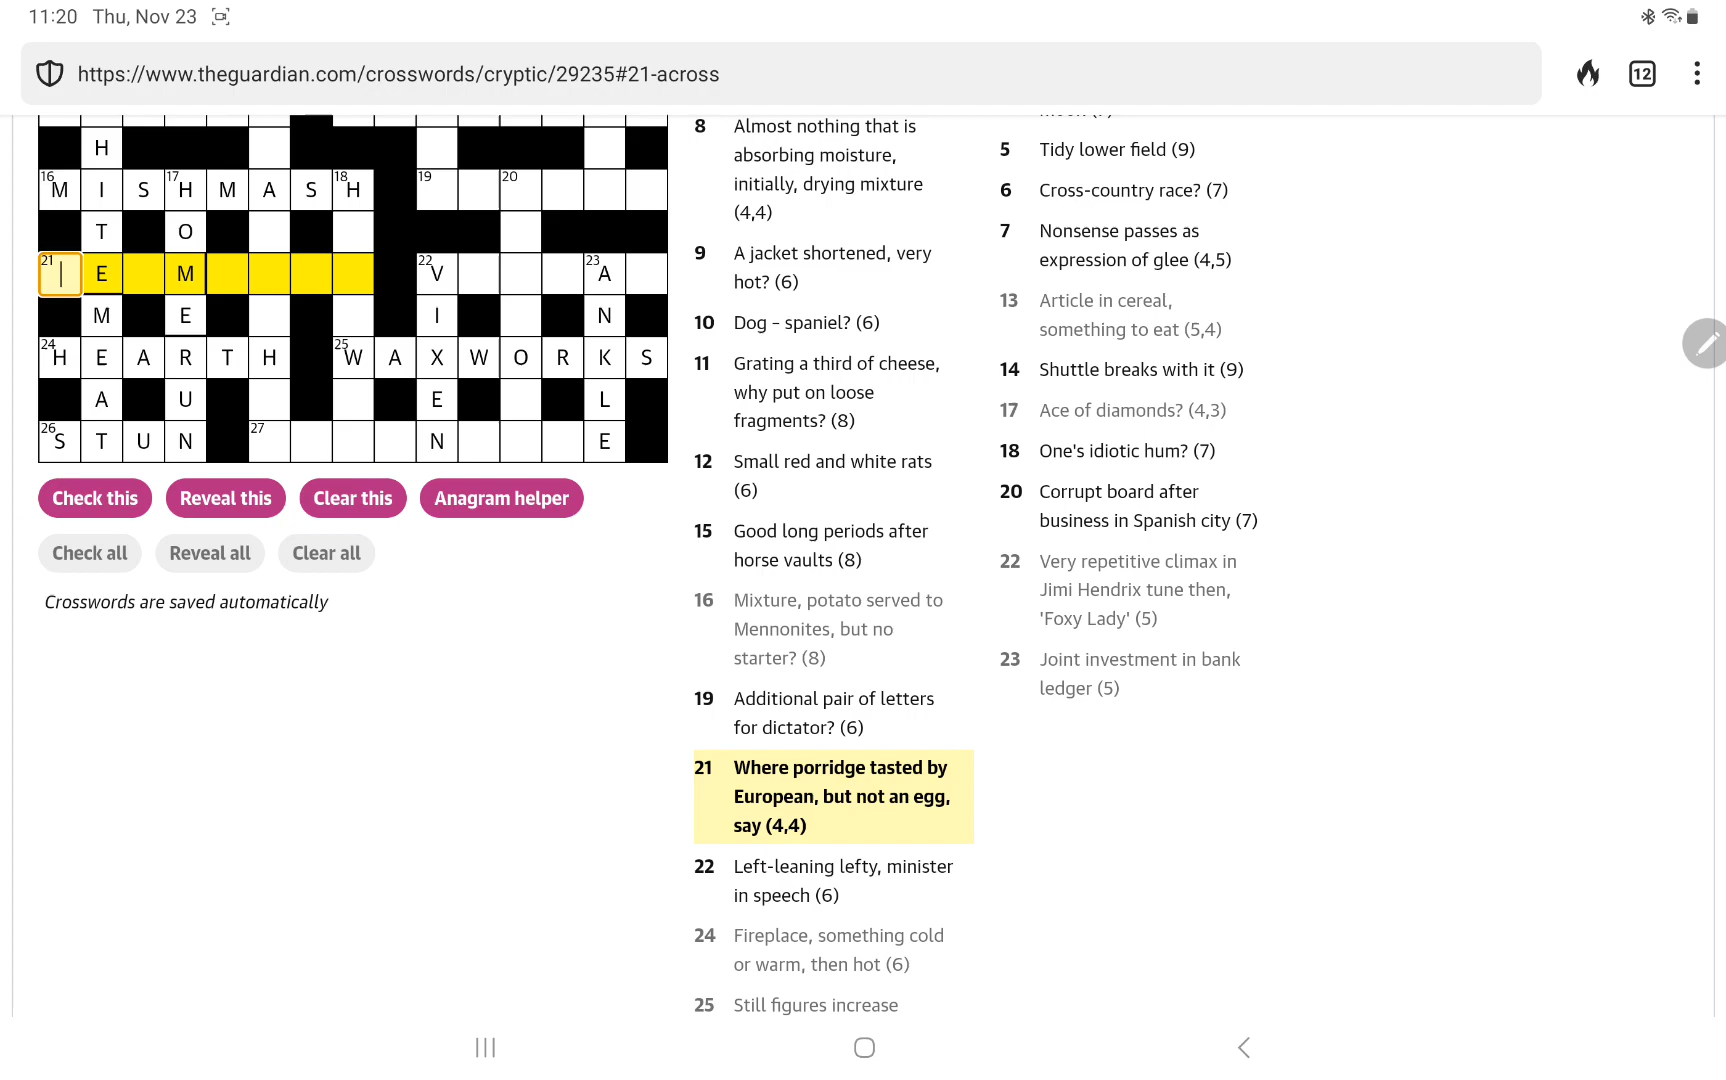 11:20 Thu, Nov 23
https://www.theguardian.com/crosswords/cryptic/29235#21-across
12
H
16 M I S 17 H M A S 18 H 19 20
T O
21 E M 22 V 23 A
M E I N
24 H E A R T H 25 W A X W O R K S
A U E L
26 S T U N 27 N E
Check this Reveal this Clear this Anagram helper
Check all Reveal all Clear all
Crosswords are saved automatically
8 Almost nothing that is
absorbing moisture,
initially, drying mixture
(4,4)
9 A jacket shortened, very
hot? (6)
10 Dog – spaniel? (6)
11 Grating a third of cheese,
why put on loose
fragments? (8)
12 Small red and white rats
(6)
15 Good long periods after
horse vaults (8)
16 Mixture, potato served to
Mennonites, but no
starter? (8)
19 Additional pair of letters
for dictator? (6)
21 Where porridge tasted by
European, but not an egg,
say (4,4)
22 Left-leaning lefty, minister
in speech (6)
24 Fireplace, something cold
or warm, then hot (6)
25 Still figures increase
5 Tidy lower field (9)
6 Cross-country race? (7)
7 Nonsense passes as
expression of glee (4,5)
13 Article in cereal,
something to eat (5,4)
14 Shuttle breaks with it (9)
17 Ace of diamonds? (4,3)
18 One's idiotic hum? (7)
20 Corrupt board after
business in Spanish city (7)
22 Very repetitive climax in
Jimi Hendrix tune then,
'Foxy Lady' (5)
23 Joint investment in bank
ledger (5)